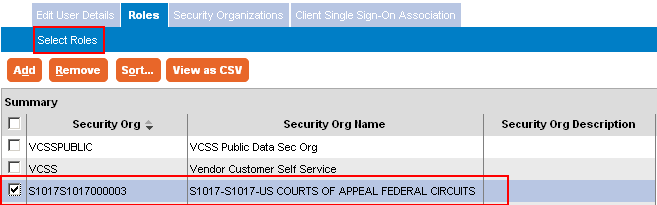 Edit User Details Roles Security Organizations Client Single Sign-On Association
Select Roles
Add Remove Sort... View as CSV
Summary
Security Org Security Org Name Security Org Description
VCSSPUBLIC VCSS Public Data Sec Org
VCSS Vendor Customer Self Service
S1017S1017000003 S1017-S1017-US COURTS OF APPEAL FEDERAL CIRCUITS